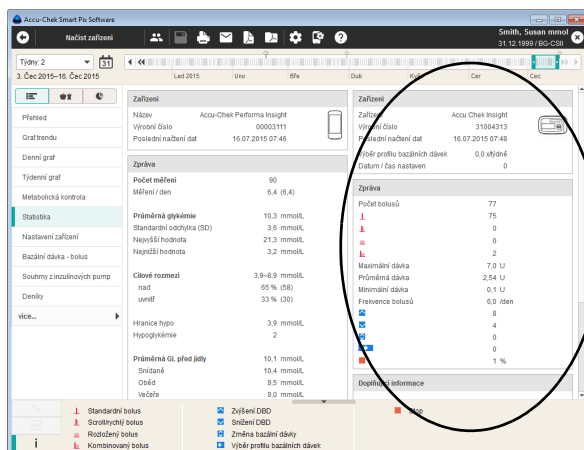 Accu-Chek Smart Pix Software
Načíst zařízení
Smith, Susan mmol
31.12.1999 / BG-CSII
Týdny: 2
31
3. Čec 2015–16. Čec 2015
Led 2015
Úno
Bře
Dub
Kvě
Čer
Čec
Přehled
Graf trendu
Denní graf
Týdenní graf
Metabolická kontrola
Statistika
Nastavení zařízení
Bazální dávka - bolus
Souhrny z inzulínových pump
Deníky
více...
Zařízení
Název Accu-Chek Performa Insight
Výrobní číslo 00003111
Poslední načtení dat 16.07.2015 07:46
Zpráva
Počet měření 90
Měření / den 6,4 (6,4)
Průměrná glykémie 10,3 mmol/L
Standardní odchylka (SD) 3,6 mmol/L
Nejvyšší hodnota 21,3 mmol/L
Nejnižší hodnota 3,2 mmol/L
Cílové rozmezí 3,9–8,9 mmol/L
nad 65 % (58)
uvnitř 33 % (30)
Hranice hypo 3,9 mmol/L
Hypoglykémie 2
Průměrná GL před jídly 10,1 mmol/L
Snídaně 10,4 mmol/L
Oběd 9,5 mmol/L
Večeře 9,0 mmol/L
Zařízení
Zařízení Accu Chek Insight
Výrobní číslo 31004313
Poslední načtení dat 16.07.2015 07:48
Výběr profilu bazálních dávek 0,0 x/týdně
Datum / čas nastaven 0
Zpráva
Počet bolusů 77
75
0
0
2
Maximální dávka 7,0 U
Průměrná dávka 2,54 U
Minimální dávka 0,1 U
Frekvence bolusů 6,0 /den
8
4
0
0
1 %
Doplňující informace
Standardní bolus
Scroll/rychlý bolus
Rozložený bolus
Kombinovaný bolus
Zvýšení DBD
Snížení DBD
Změna bazální dávky
Výběr profilu bazálních dávek
Stop
i